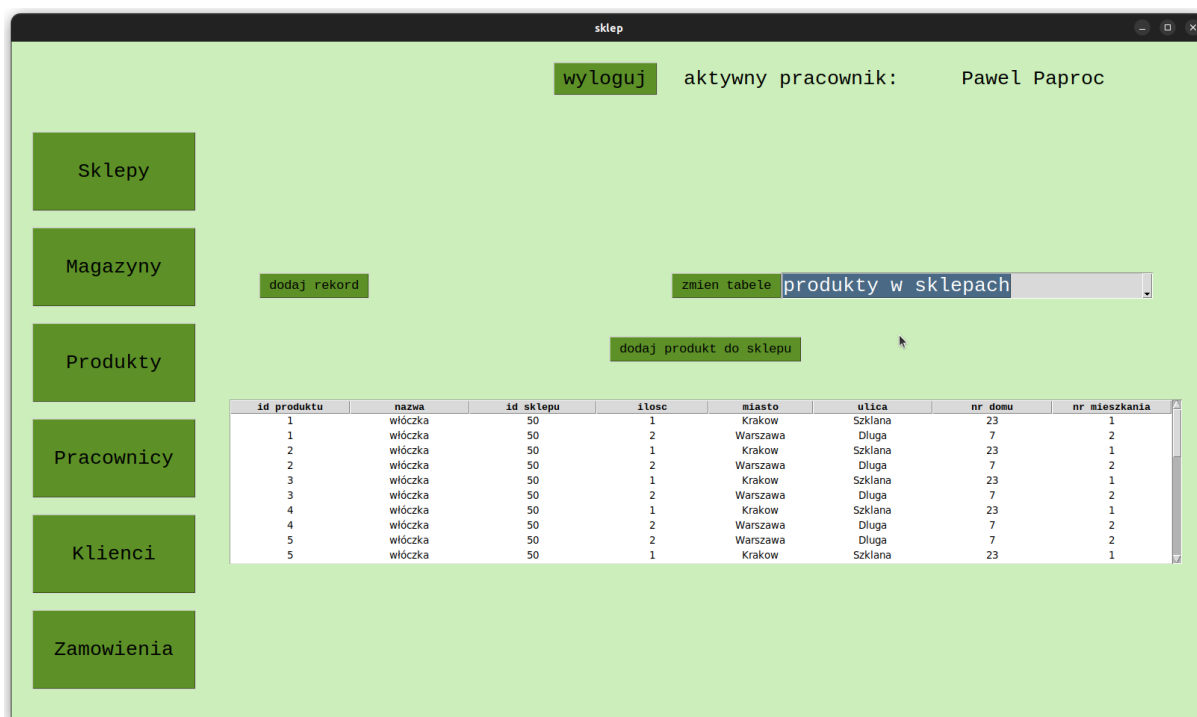 sklep
wyloguj aktywny pracownik: Pawel Paproc
Sklepy
Magazyny
Produkty
Pracownicy
Klienci
Zamowienia
dodaj rekord zmien tabele produkty w sklepach
dodaj produkt do sklepu
id produktu nazwa id sklepu ilosc miasto ulica nr domu nr mieszkania
1 włóczka 50 1 Krakow Szklana 23 1
1 włóczka 50 2 Warszawa Dluga 7 2
2 włóczka 50 1 Krakow Szklana 23 1
2 włóczka 50 2 Warszawa Dluga 7 2
3 włóczka 50 1 Krakow Szklana 23 1
3 włóczka 50 2 Warszawa Dluga 7 2
4 włóczka 50 1 Krakow Szklana 23 1
4 włóczka 50 2 Warszawa Dluga 7 2
5 włóczka 50 2 Warszawa Dluga 7 2
5 włóczka 50 1 Krakow Szklana 23 1